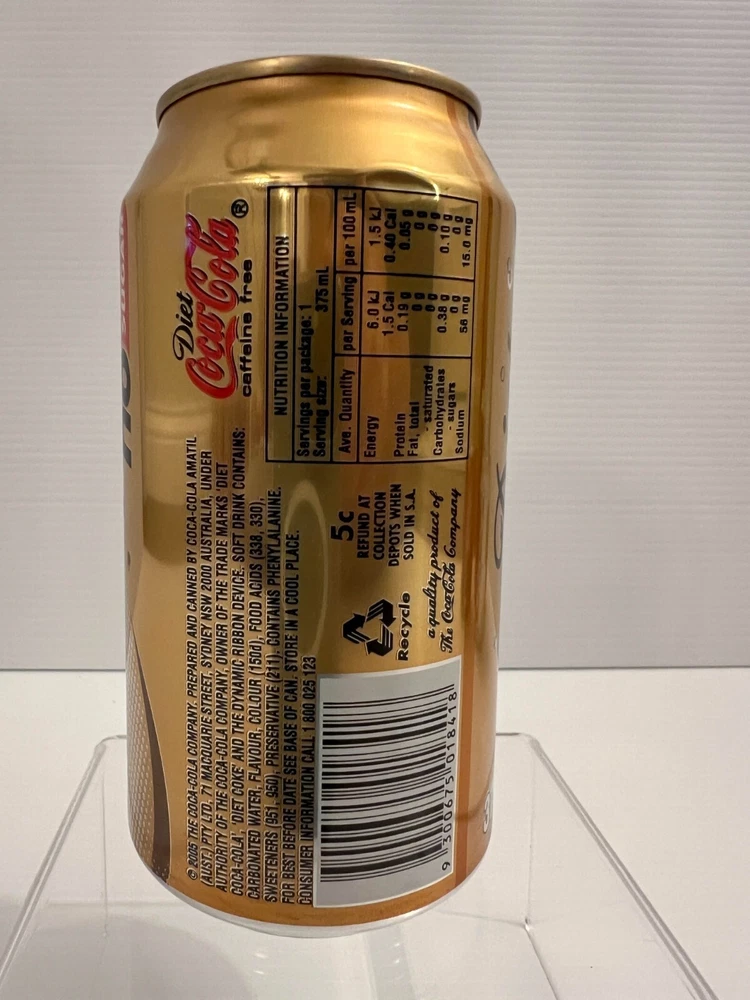 Diet
Coca-Cola®
caffeine free
NUTRITION INFORMATION
Servings per package: 1
Serving size: 375 mL
Ave. Quantity per Serving per 100 mL
Energy 6.0 kJ 1.5 kJ
1.5 Cal 0.40 Cal
Protein 0.19 g 0.05 g
Fat, total 0 g 0 g
- saturated 0 g 0 g
Carbohydrates 0.38 g 0.10 g
- sugars 0 g 0 g
Sodium 56 mg 15.0 mg
© 2005 THE COCA-COLA COMPANY. PREPARED AND CANNED BY COCA-COLA AMATIL
(AUST.) PTY LTD. 71 MACQUARIE STREET, SYDNEY NSW 2000 AUSTRALIA, UNDER
AUTHORITY OF THE COCA-COLA COMPANY, OWNER OF THE TRADE MARKS 'DIET
COCA-COLA', 'DIET COKE' AND THE DYNAMIC RIBBON DEVICE. SOFT DRINK CONTAINS:
CARBONATED WATER, FLAVOUR, COLOUR (150d), FOOD ACIDS (338, 330),
SWEETENERS (951, 950), PRESERVATIVE (211). CONTAINS PHENYLALANINE.
FOR BEST BEFORE DATE SEE BASE OF CAN. STORE IN A COOL PLACE.
CONSUMER INFORMATION CALL 1 800 025 123
5c
REFUND AT
COLLECTION
DEPOTS WHEN
SOLD IN S.A.
Recycle
a quality product of
The Coca-Cola Company
9 300675 018418